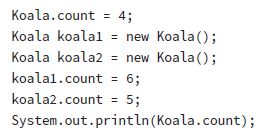 Koala.count = 4;
Koala koala1 = new Koala();
Koala koala2 = new Koala();
koala1.count = 6;
koala2.count = 5;
System.out.println(Koala.count);